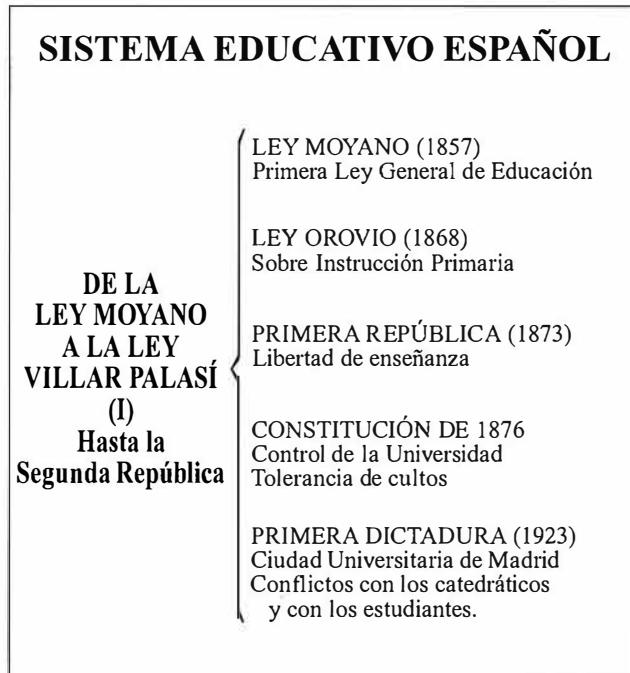 SISTEMA EDUCATIVO ESPAÑOL
DE LA
LEY MOYANO
A LA LEY
VILLAR PALASÍ
(I)
Hasta la
Segunda República
LEY MOYANO (1857)
Primera Ley General de Educación
LEY OROVIO (1868)
Sobre Instrucción Primaria
PRIMERA REPÚBLICA (1873)
Libertad de enseñanza
CONSTITUCIÓN DE 1876
Control de la Universidad
Tolerancia de cultos
PRIMERA DICTADURA (1923)
Ciudad Universitaria de Madrid
Conflictos con los catedráticos
y con los estudiantes.